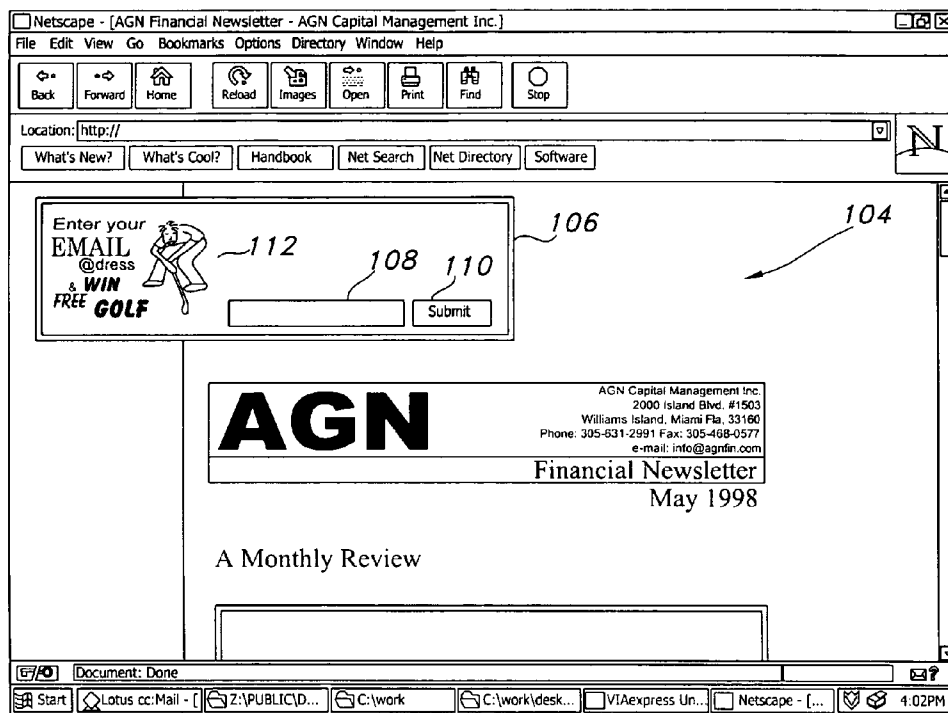 Netscape - [AGN Financial Newsletter - AGN Capital Management Inc.]
File Edit View Go Bookmarks Options Directory Window Help
Back Forward Home Reload Images Open Print Find Stop
Location: http://
N
What's New? What's Cool? Handbook Net Search Net Directory Software
Enter your
EMAIL
@dress
& WIN
FREE GOLF
112
108
110
Submit
106
104
AGN
AGN Capital Management Inc.
2000 Island Blvd. #1503
Williams Island, Miami Fla, 33160
Phone: 305-631-2991 Fax: 305-468-0577
e-mail: info@agnfin.com
Financial Newsletter
May 1998
A Monthly Review
Document: Done
Start Lotus cc:Mail - [ Z:\PUBLIC\D... C:\work C:\work\desk... VIAexpress Un... Netscape - [... 4:02PM